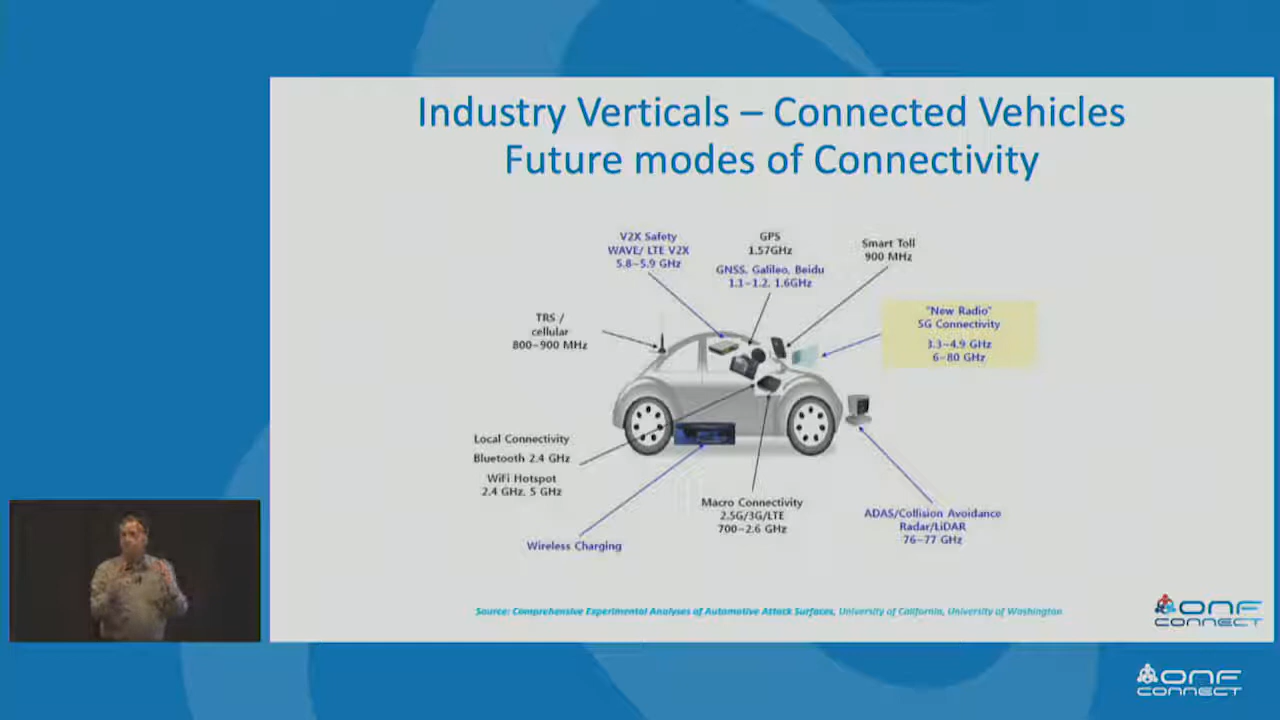 Industry Verticals – Connected Vehicles
Future modes of Connectivity
V2X Safety
WAVE/ LTE V2X
5.8–5.9 GHz
GPS
1.57GHz
GNSS, Galileo, Beidu
1.1–1.2, 1.6GHz
Smart Toll
900 MHz
"New Radio"
5G Connectivity
3.3–4.9 GHz
6–80 GHz
TRS /
cellular
800–900 MHz
Local Connectivity
Bluetooth 2.4 GHz
WiFi Hotspot
2.4 GHz, 5 GHz
Wireless Charging
Macro Connectivity
2.5G/3G/LTE
700–2.6 GHz
ADAS/Collision Avoidance
Radar/LiDAR
76–77 GHz
Source: Comprehensive Experimental Analyses of Automotive Attack Surfaces, University of California, University of Washington
ONF
CONNECT
ONF
CONNECT